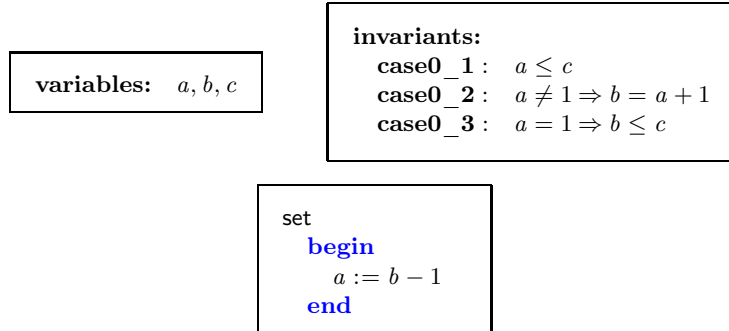 variables: a, b, c
invariants:
case0_1 : a ≤ c
case0_2 : a ≠ 1 ⇒ b = a + 1
case0_3 : a = 1 ⇒ b ≤ c
set
begin
a := b − 1
end